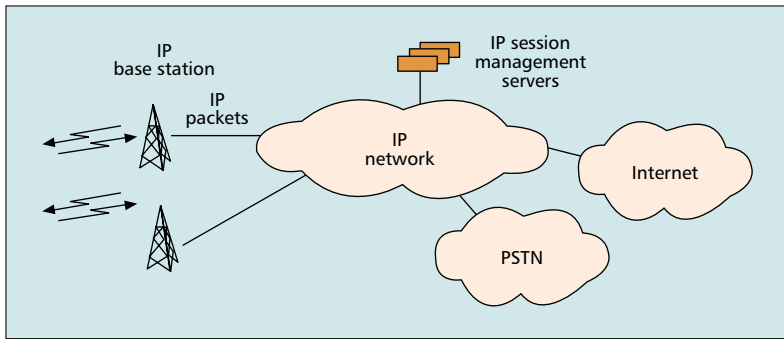 IP
base station
IP
packets
IP session
management
servers
IP
network
Internet
PSTN